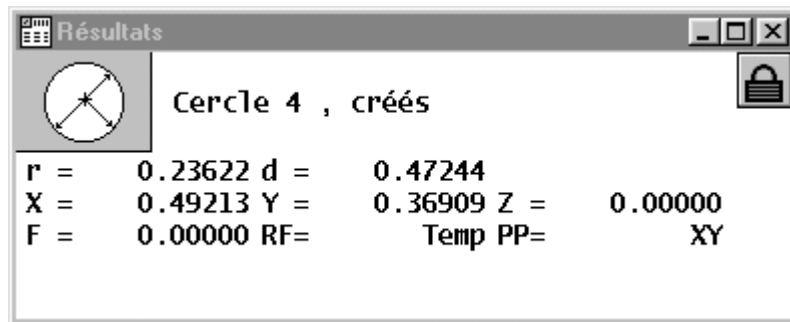 Résultats
Cercle 4 , créés
r = 0.23622 d = 0.47244
X = 0.49213 Y = 0.36909 Z = 0.00000
F = 0.00000 RF= Temp PP= XY